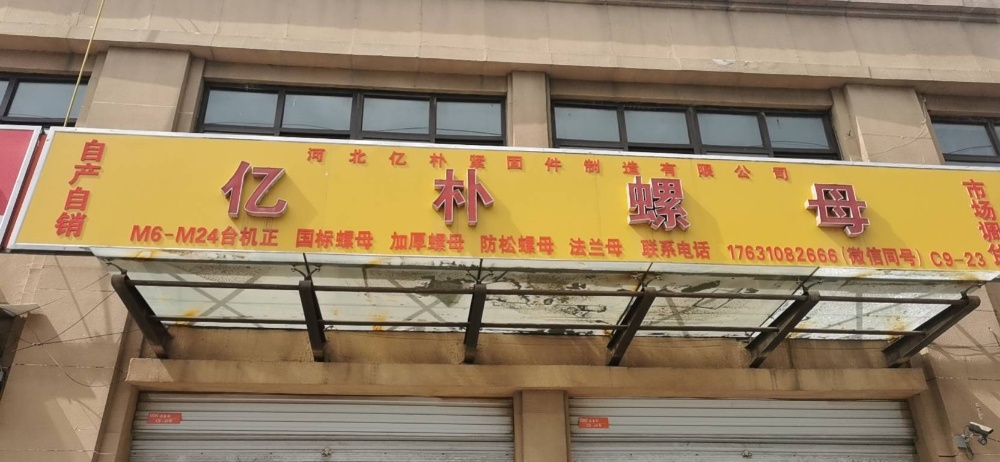 河北亿朴紧固件制造有限公司
自产自销
亿朴螺母
市场调货
M6-M24台机正 国标螺母 加厚螺母 防松螺母 法兰母 联系电话 17631082666(微信同号) C9-23